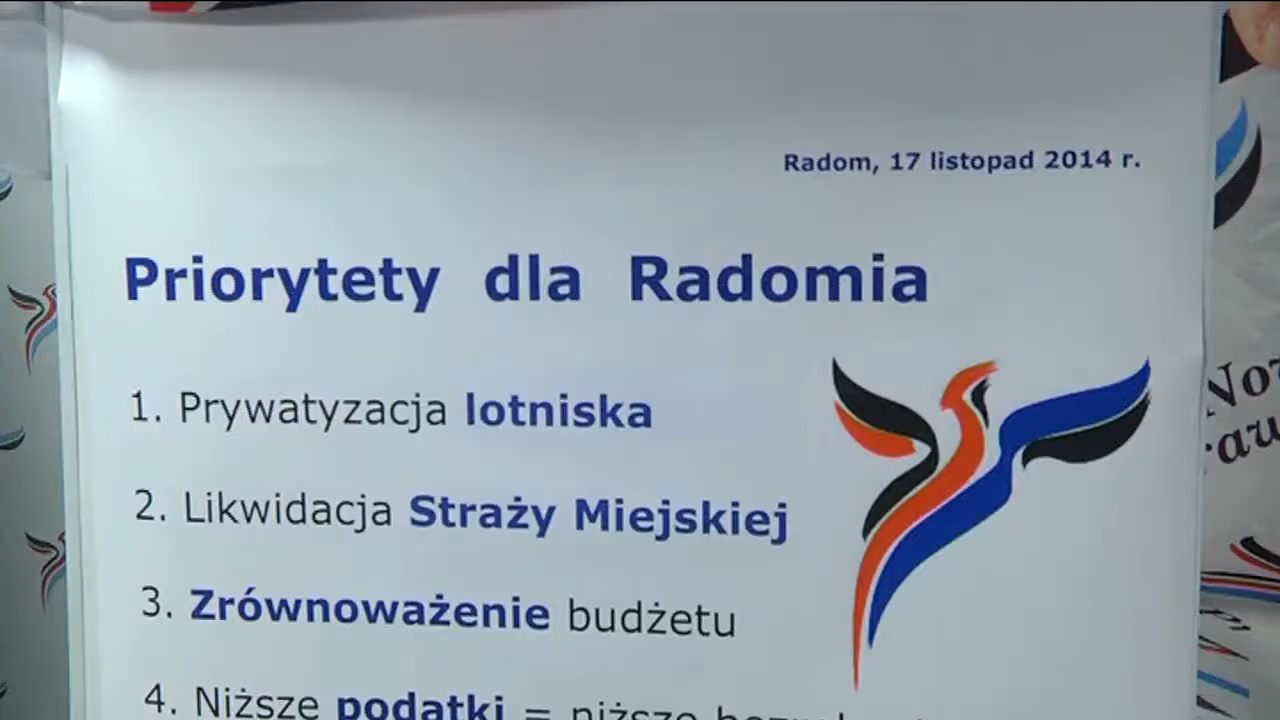 Radom, 17 listopad 2014 r.
Priorytety dla Radomia
1. Prywatyzacja lotniska
2. Likwidacja Straży Miejskiej
3. Zrównoważenie budżetu
4. Niższe podatki = niższe